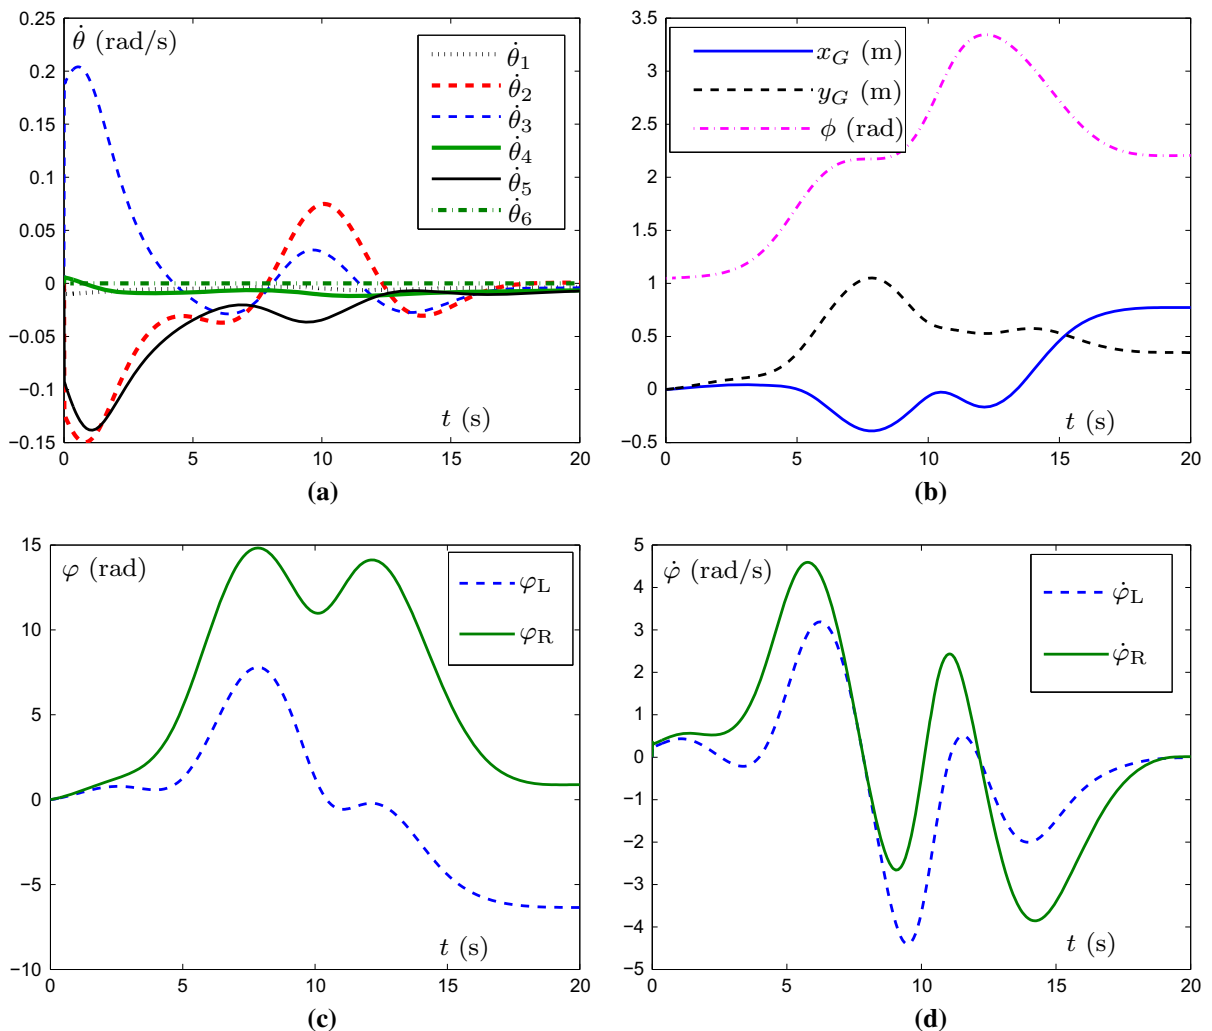 0.25
0.2
0.15
0.1
0.05
0
−0.05
−0.1
−0.15
θ̇ (rad/s)
θ̇1
θ̇2
θ̇3
θ̇4
θ̇5
θ̇6
t (s)
0 5 10 15 20
(a)
3.5
3
2.5
2
1.5
1
0.5
0
−0.5
xG (m)
yG (m)
ϕ (rad)
t (s)
0 5 10 15 20
(b)
15
10
5
0
−5
−10
φ (rad)
φL
φR
t (s)
0 5 10 15 20
(c)
5
4
3
2
1
0
−1
−2
−3
−4
−5
φ̇ (rad/s)
φ̇L
φ̇R
t (s)
0 5 10 15 20
(d)